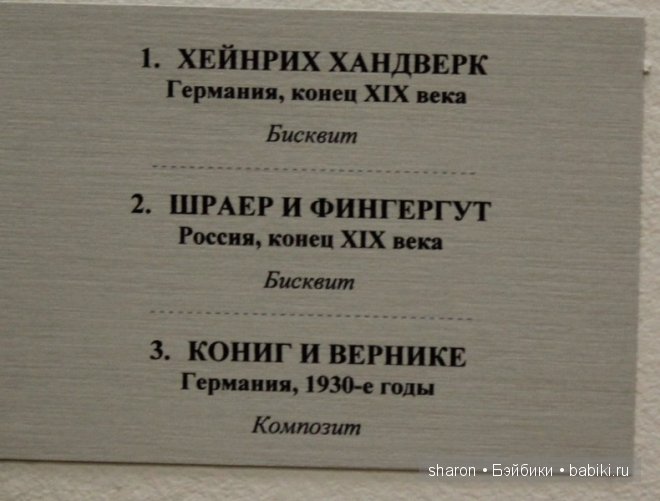 1. ХЕЙНРИХ ХАНДВЕРК
Германия, конец XIX века
Бисквит
2. ШРАЕР И ФИНГЕРГУТ
Россия, конец XIX века
Бисквит
3. КОНИГ И ВЕРНИКЕ
Германия, 1930-е годы
Композит
sharon • Бэйбики • babiki.ru